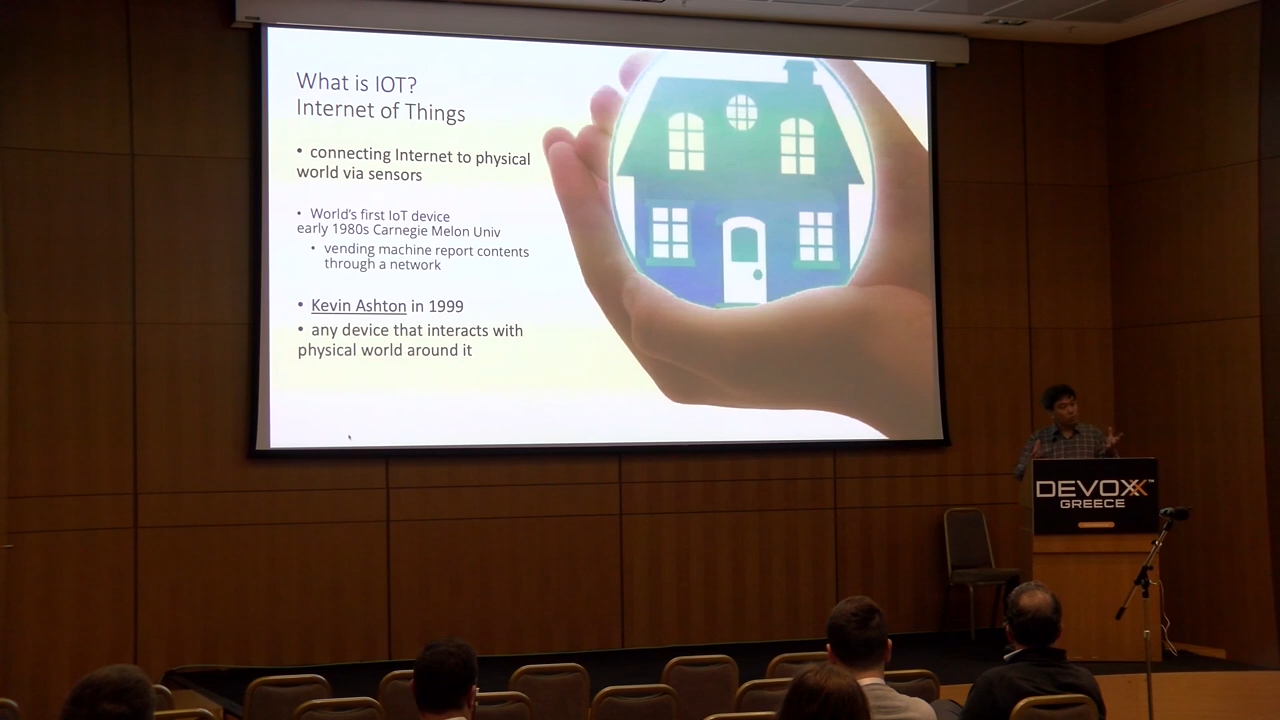 What is IOT?
Internet of Things
• connecting Internet to physical
world via sensors
• World's first IoT device
early 1980s Carnegie Melon Univ
• vending machine report contents
through a network
• Kevin Ashton in 1999
• any device that interacts with
physical world around it
DEVOXX™
GREECE